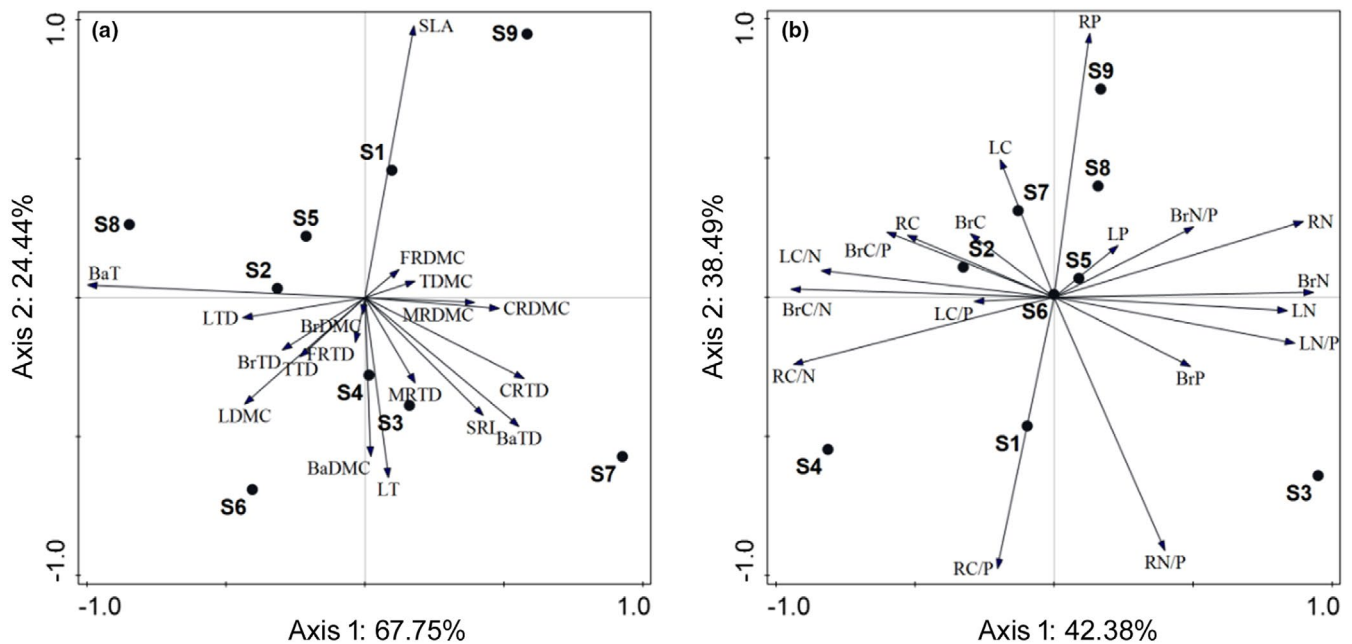 (a)
1.0
SLA
S9
S1
S8
S5
BaT
S2
FRDMC
TDMC
MRDMC
CRDMC
LTD
BrDMC
BrTD
TTD
FRTD
S4
MRTD
CRTD
LDMC
S3
SRL
BaTD
BaDMC
LT
S7
S6
-1.0
-1.0
1.0
Axis 1: 67.75%
Axis 2: 24.44%
(b)
1.0
RP
S9
LC
S8
S7
RC
BrC
BrN/P
RN
BrC/P
LP
S2
S5
LC/N
BrN
BrC/N
LC/P
S6
LN
LN/P
RC/N
BrP
S1
S4
S3
RC/P
RN/P
-1.0
-1.0
1.0
Axis 1: 42.38%
Axis 2: 38.49%